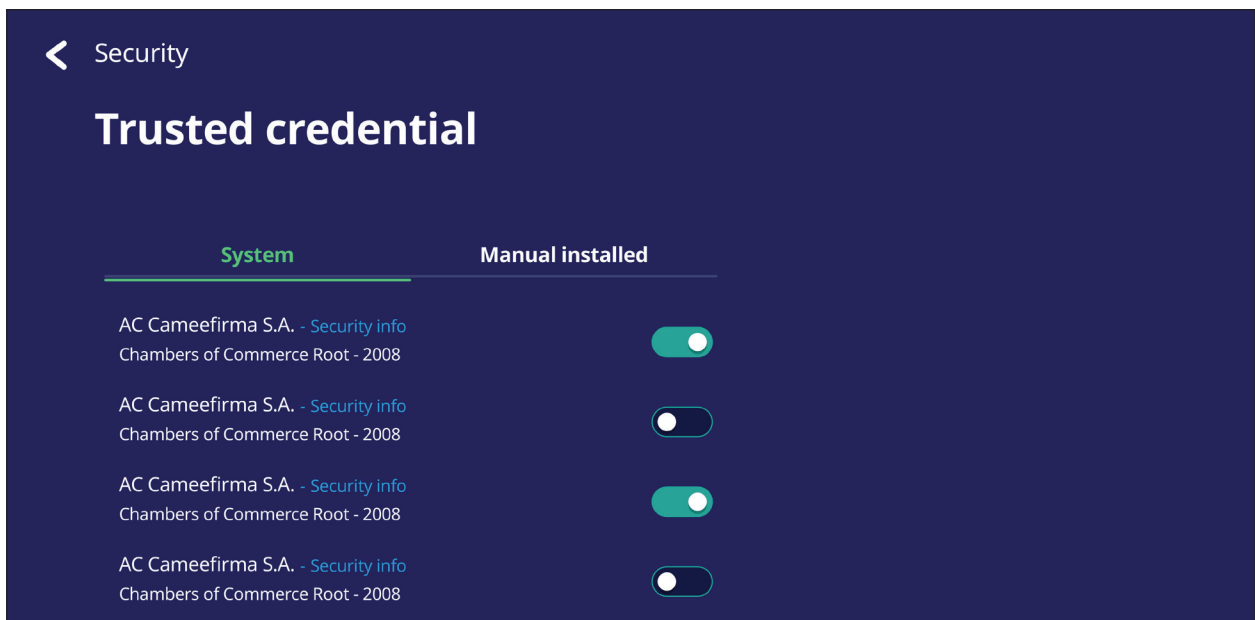 Security
Trusted credential
System Manual installed
AC Cameefirma S.A. - Security info
Chambers of Commerce Root - 2008
AC Cameefirma S.A. - Security info
Chambers of Commerce Root - 2008
AC Cameefirma S.A. - Security info
Chambers of Commerce Root - 2008
AC Cameefirma S.A. - Security info
Chambers of Commerce Root - 2008